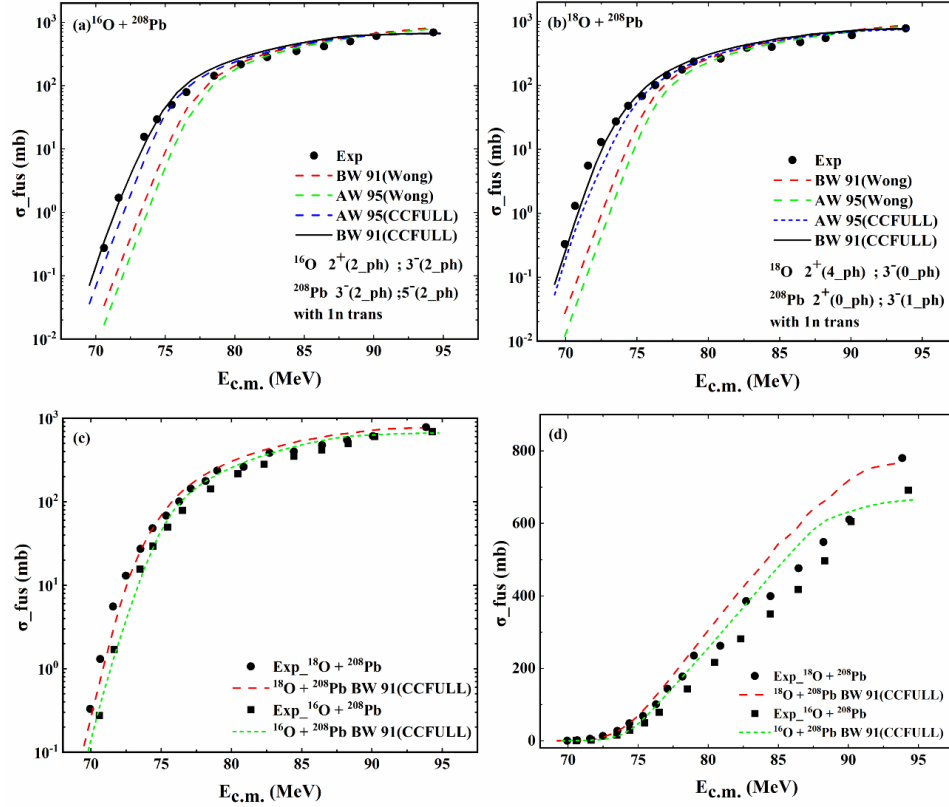 (a) ¹⁶O + ²⁰⁸Pb
10³
10²
10¹
10⁰
10⁻¹
10⁻²
σ_fus (mb)
Exp
BW 91(Wong)
AW 95(Wong)
AW 95(CCFULL)
BW 91(CCFULL)
¹⁶O 2⁺(2_ph) ; 3⁻(2_ph)
²⁰⁸Pb 3⁻(2_ph) ;5⁻(2_ph)
with 1n trans
70 75 80 85 90 95
E_c.m. (MeV)
(b) ¹⁸O + ²⁰⁸Pb
10³
10²
10¹
10⁰
10⁻¹
10⁻²
σ_fus (mb)
Exp
BW 91(Wong)
AW 95(Wong)
AW 95(CCFULL)
BW 91(CCFULL)
¹⁸O 2⁺(4_ph) ; 3⁻(0_ph)
²⁰⁸Pb 2⁺(0_ph) ; 3⁻(1_ph)
with 1n trans
70 75 80 85 90 95
E_c.m. (MeV)
(c)
10³
10²
10¹
10⁰
10⁻¹
σ_fus (mb)
Exp_¹⁸O + ²⁰⁸Pb
¹⁸O + ²⁰⁸Pb BW 91(CCFULL)
Exp_¹⁶O + ²⁰⁸Pb
¹⁶O + ²⁰⁸Pb BW 91(CCFULL)
70 75 80 85 90 95
E_c.m. (MeV)
(d)
800
600
400
200
0
σ_fus (mb)
Exp_¹⁸O + ²⁰⁸Pb
¹⁸O + ²⁰⁸Pb BW 91(CCFULL)
Exp_¹⁶O + ²⁰⁸Pb
¹⁶O + ²⁰⁸Pb BW 91(CCFULL)
70 75 80 85 90 95
E_c.m. (MeV)